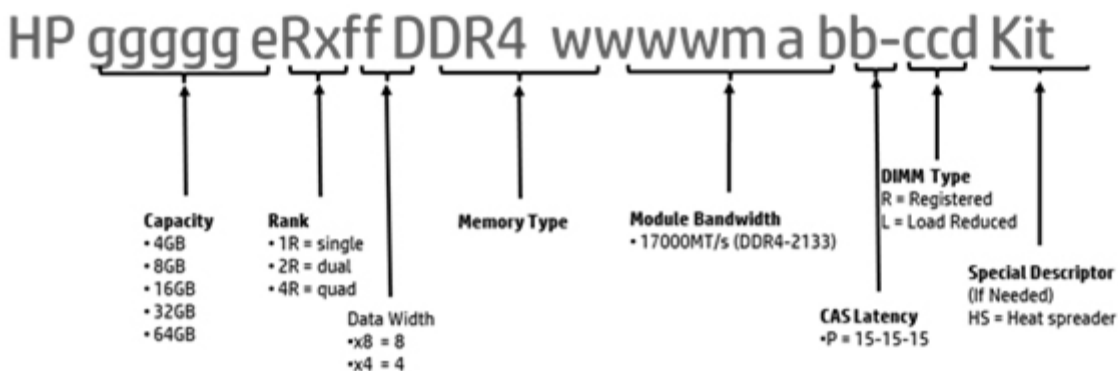 HP ggggg eRxff DDR4 wwwwm a bb-ccd Kit
Capacity
• 4GB
• 8GB
• 16GB
• 32GB
• 64GB
Rank
• 1R = single
• 2R = dual
• 4R = quad
Data Width
•x8 = 8
•x4 = 4
Memory Type
Module Bandwidth
• 17000MT/s (DDR4-2133)
CAS Latency
•P = 15-15-15
DIMM Type
R = Registered
L = Load Reduced
Special Descriptor
(If Needed)
HS = Heat spreader